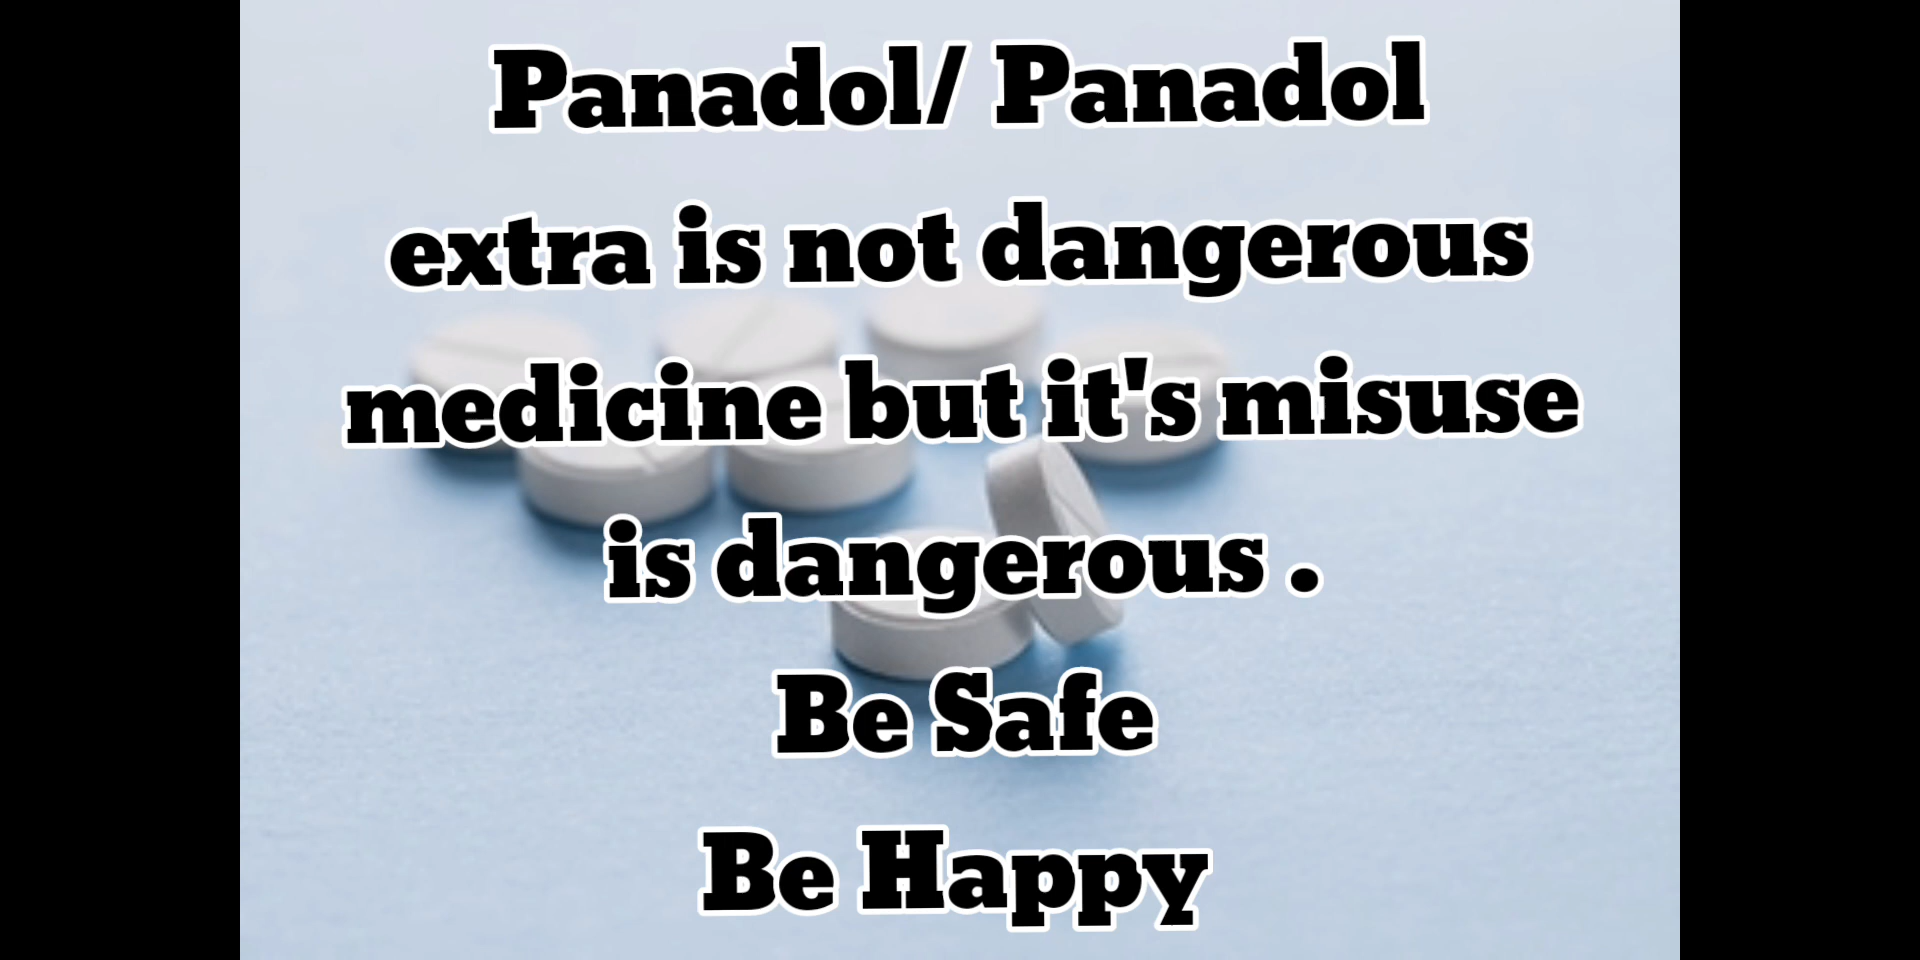 Panadol/ Panadol
extra is not dangerous
medicine but it's misuse
is dangerous .
Be Safe
Be Happy